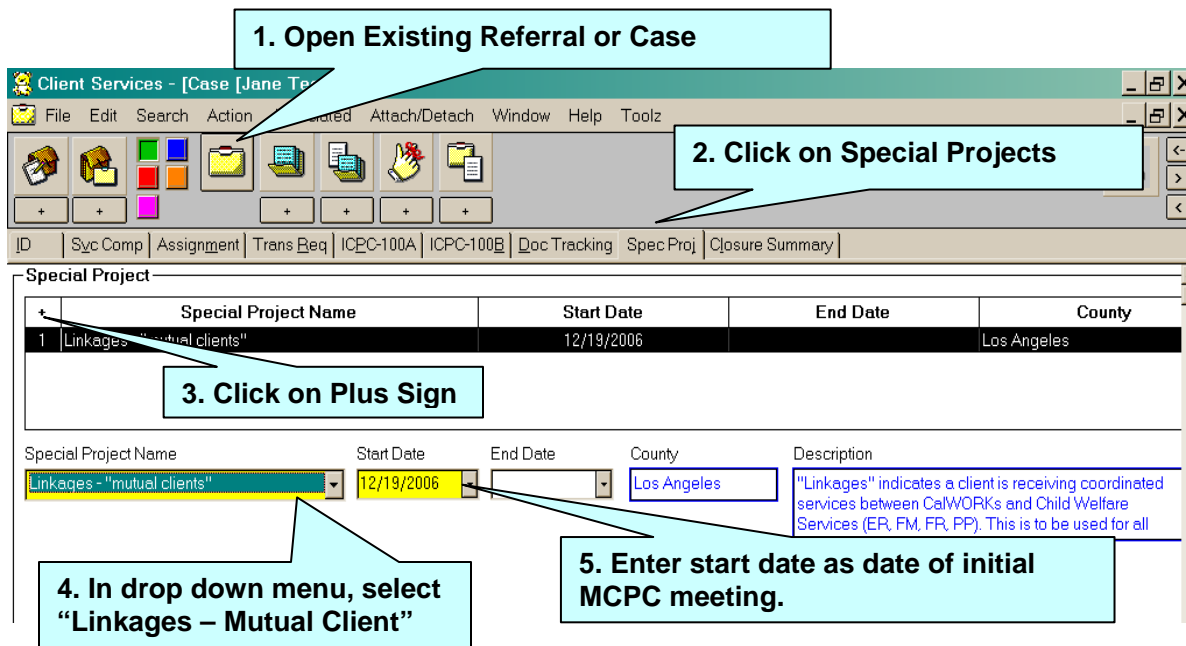 1. Open Existing Referral or Case
Client Services - [Case [Jane Te
File Edit Search Action ated Attach/Detach Window Help Toolz
2. Click on Special Projects
+ + + + + +
ID Svc Comp Assignment Trans Req ICPC-100A ICPC-100B Doc Tracking Spec Proj Closure Summary
Special Project
+ Special Project Name Start Date End Date County
1 Linkages - "mutual clients" 12/19/2006 Los Angeles
3. Click on Plus Sign
Special Project Name Start Date End Date County Description
Linkages - "mutual clients" 12/19/2006 Los Angeles "Linkages" indicates a client is receiving coordinated
services between CalWORKs and Child Welfare
Services (ER, FM, FR, PP). This is to be used for all
4. In drop down menu, select
“Linkages – Mutual Client”
5. Enter start date as date of initial
MCPC meeting.